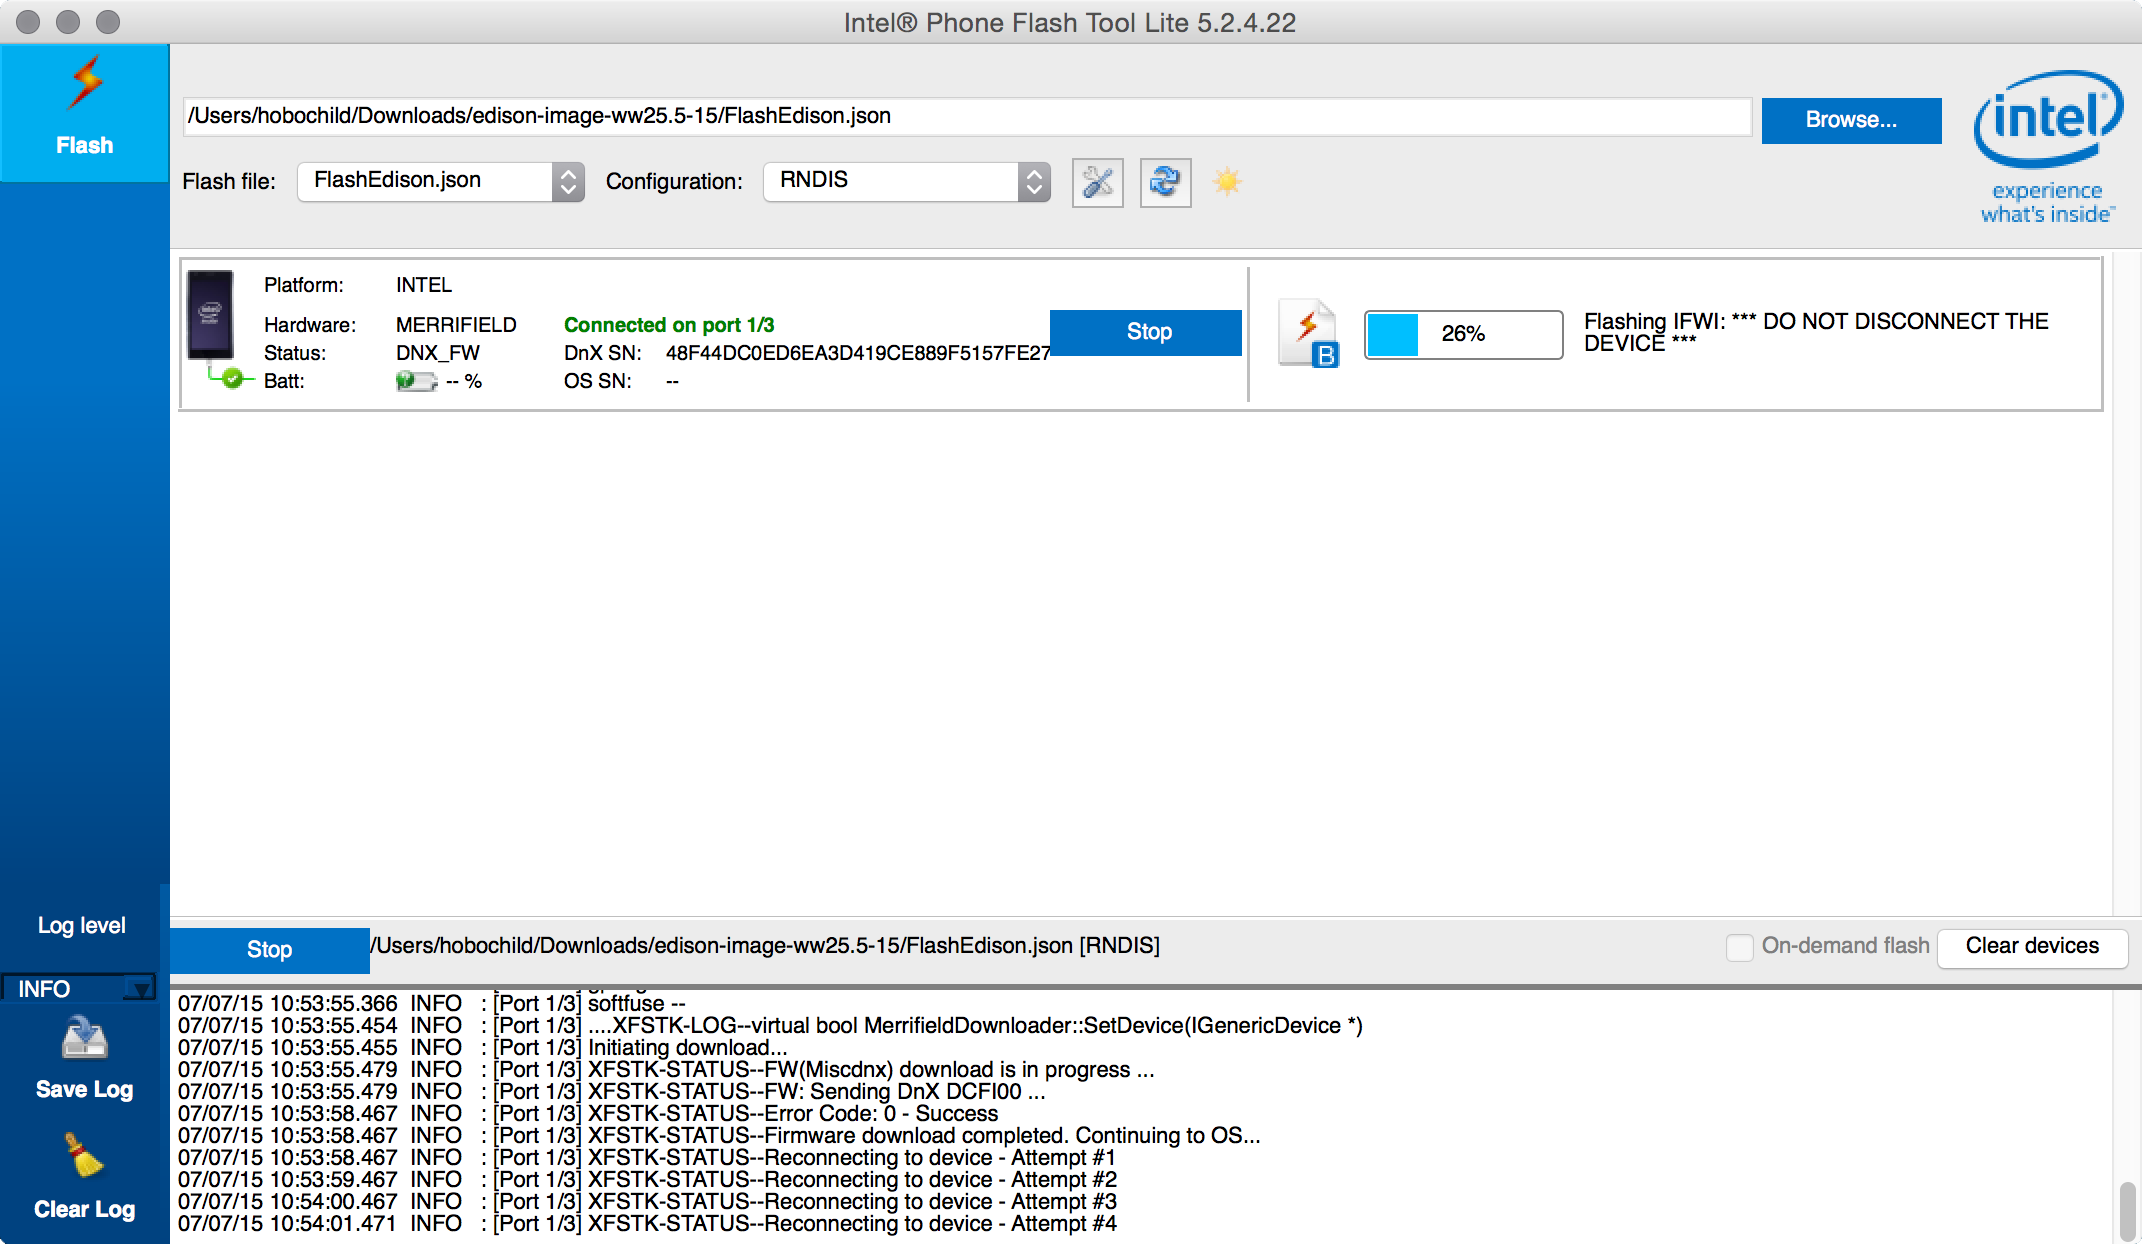 Intel® Phone Flash Tool Lite 5.2.4.22
Flash
/Users/hobochild/Downloads/edison-image-ww25.5-15/FlashEdison.json
Browse...
intel
experience
what's inside™
Flash file:
FlashEdison.json
Configuration:
RNDIS
Platform: INTEL
Hardware: MERRIFIELD Connected on port 1/3
Status: DNX_FW DnX SN: 48F44DC0ED6EA3D419CE889F5157FE27
Batt: -- % OS SN: --
Stop
B
26%
Flashing IFWI: *** DO NOT DISCONNECT THE
DEVICE ***
Log level
INFO
Save Log
Clear Log
Stop
/Users/hobochild/Downloads/edison-image-ww25.5-15/FlashEdison.json [RNDIS]
On-demand flash
Clear devices
07/07/15 10:53:55.366 INFO : [Port 1/3] softfuse --
07/07/15 10:53:55.454 INFO : [Port 1/3] ....XFSTK-LOG--virtual bool MerrifieldDownloader::SetDevice(IGenericDevice *)
07/07/15 10:53:55.455 INFO : [Port 1/3] Initiating download...
07/07/15 10:53:55.479 INFO : [Port 1/3] XFSTK-STATUS--FW(Miscdnx) download is in progress ...
07/07/15 10:53:55.479 INFO : [Port 1/3] XFSTK-STATUS--FW: Sending DnX DCFI00 ...
07/07/15 10:53:58.467 INFO : [Port 1/3] XFSTK-STATUS--Error Code: 0 - Success
07/07/15 10:53:58.467 INFO : [Port 1/3] XFSTK-STATUS--Firmware download completed. Continuing to OS...
07/07/15 10:53:58.467 INFO : [Port 1/3] XFSTK-STATUS--Reconnecting to device - Attempt #1
07/07/15 10:53:59.467 INFO : [Port 1/3] XFSTK-STATUS--Reconnecting to device - Attempt #2
07/07/15 10:54:00.467 INFO : [Port 1/3] XFSTK-STATUS--Reconnecting to device - Attempt #3
07/07/15 10:54:01.471 INFO : [Port 1/3] XFSTK-STATUS--Reconnecting to device - Attempt #4